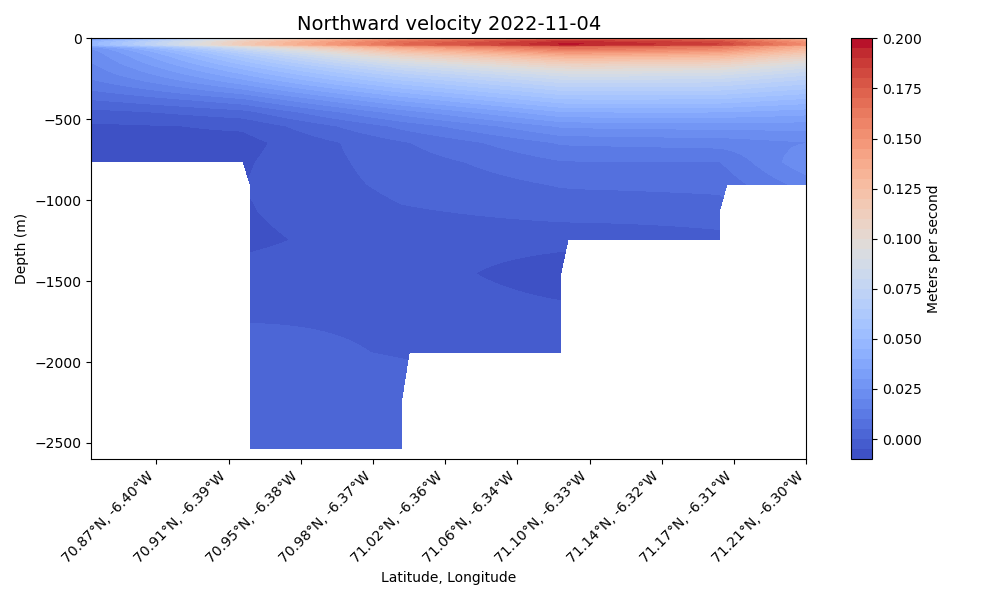 Northward velocity 2022-11-04
0
−500
−1000
−1500
−2000
−2500
Depth (m)
70.87°N, -6.40°W
70.91°N, -6.39°W
70.95°N, -6.38°W
70.98°N, -6.37°W
71.02°N, -6.36°W
71.06°N, -6.34°W
71.10°N, -6.33°W
71.14°N, -6.32°W
71.17°N, -6.31°W
71.21°N, -6.30°W
Latitude, Longitude
0.200
0.175
0.150
0.125
0.100
0.075
0.050
0.025
0.000
Meters per second